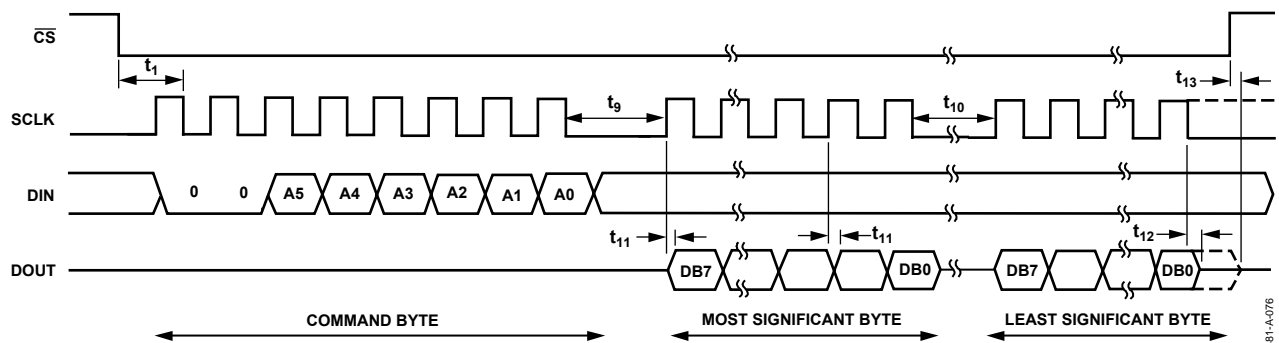 CS
t1
t13
SCLK
t9
t10
DIN
0 0 A5 A4 A3 A2 A1 A0
t11
t11
t12
DOUT
DB7 DB0 DB7 DB0
COMMAND BYTE MOST SIGNIFICANT BYTE LEAST SIGNIFICANT BYTE
81-A-076